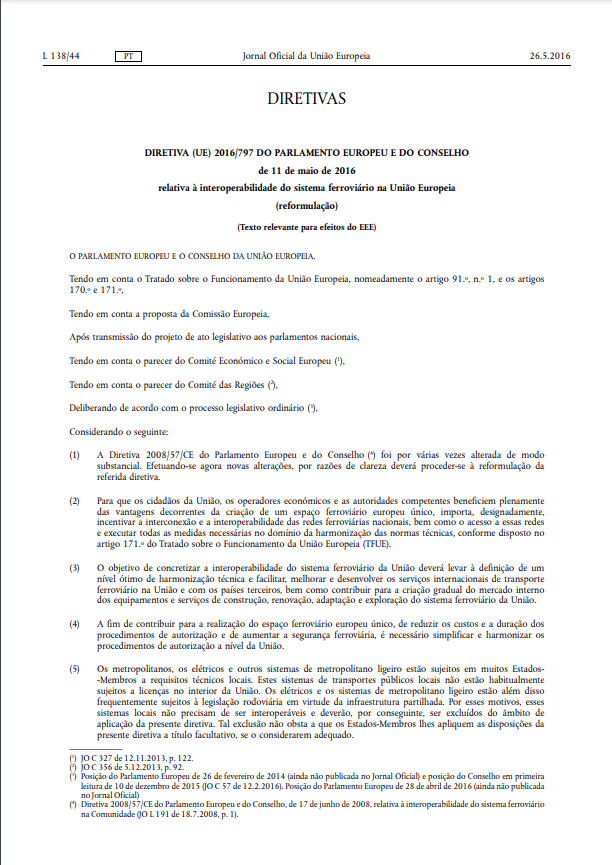 L 138/44 PT Jornal Oficial da União Europeia 26.5.2016
DIRETIVAS
DIRETIVA (UE) 2016/797 DO PARLAMENTO EUROPEU E DO CONSELHO
de 11 de maio de 2016
relativa à interoperabilidade do sistema ferroviário na União Europeia
(reformulação)
(Texto relevante para efeitos do EEE)
O PARLAMENTO EUROPEU E O CONSELHO DA UNIÃO EUROPEIA,
Tendo em conta o Tratado sobre o Funcionamento da União Europeia, nomeadamente o artigo 91.º, n.º 1, e os artigos
170.º e 171.º,
Tendo em conta a proposta da Comissão Europeia,
Após transmissão do projeto de ato legislativo aos parlamentos nacionais,
Tendo em conta o parecer do Comité Económico e Social Europeu (¹),
Tendo em conta o parecer do Comité das Regiões (²),
Deliberando de acordo com o processo legislativo ordinário (³),
Considerando o seguinte:
(1) A Diretiva 2008/57/CE do Parlamento Europeu e do Conselho (⁴) foi por várias vezes alterada de modo
substancial. Efetuando-se agora novas alterações, por razões de clareza deverá proceder-se à reformulação da
referida diretiva.
(2) Para que os cidadãos da União, os operadores económicos e as autoridades competentes beneficiem plenamente
das vantagens decorrentes da criação de um espaço ferroviário europeu único, importa, designadamente,
incentivar a interconexão e a interoperabilidade das redes ferroviárias nacionais, bem como o acesso a essas redes
e executar todas as medidas necessárias no domínio da harmonização das normas técnicas, conforme disposto no
artigo 171.º do Tratado sobre o Funcionamento da União Europeia (TFUE).
(3) O objetivo de concretizar a interoperabilidade do sistema ferroviário da União deverá levar à definição de um
nível ótimo de harmonização técnica e facilitar, melhorar e desenvolver os serviços internacionais de transporte
ferroviário na União e com os países terceiros, bem como contribuir para a criação gradual do mercado interno
dos equipamentos e serviços de construção, renovação, adaptação e exploração do sistema ferroviário da União.
(4) A fim de contribuir para a realização do espaço ferroviário europeu único, de reduzir os custos e a duração dos
procedimentos de autorização e de aumentar a segurança ferroviária, é necessário simplificar e harmonizar os
procedimentos de autorização a nível da União.
(5) Os metropolitanos, os elétricos e outros sistemas de metropolitano ligeiro estão sujeitos em muitos Estados-
-Membros a requisitos técnicos locais. Estes sistemas de transportes públicos locais não estão habitualmente
sujeitos a licenças no interior da União. Os elétricos e os sistemas de metropolitano ligeiro estão além disso
frequentemente sujeitos à legislação rodoviária em virtude da infraestrutura partilhada. Por esses motivos, esses
sistemas locais não precisam de ser interoperáveis e deverão, por conseguinte, ser excluídos do âmbito de
aplicação da presente diretiva. Tal exclusão não obsta a que os Estados-Membros lhes apliquem as disposições da
presente diretiva a título facultativo, se o considerarem adequado.
(¹) JO C 327 de 12.11.2013, p. 122.
(²) JO C 356 de 5.12.2013, p. 92.
(³) Posição do Parlamento Europeu de 26 de fevereiro de 2014 (ainda não publicada no Jornal Oficial) e posição do Conselho em primeira
leitura de 10 de dezembro de 2015 (JO C 57 de 12.2.2016). Posição do Parlamento Europeu de 28 de abril de 2016 (ainda não publicada
no Jornal Oficial)
(⁴) Diretiva 2008/57/CE do Parlamento Europeu e do Conselho, de 17 de junho de 2008, relativa à interoperabilidade do sistema ferroviário
na Comunidade (JO L 191 de 18.7.2008, p. 1).